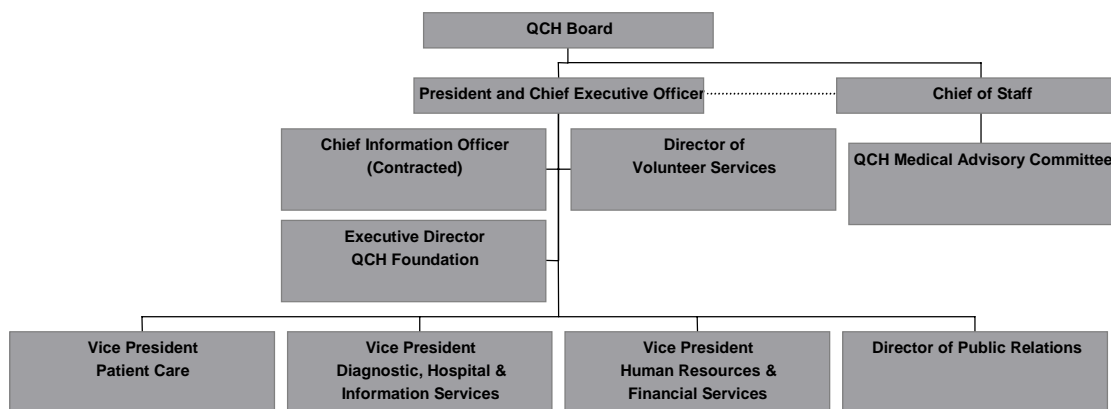 QCH Board
President and Chief Executive Officer
Chief of Staff
Chief Information Officer
(Contracted)
Director of
Volunteer Services
QCH Medical Advisory Committee
Executive Director
QCH Foundation
Vice President
Patient Care
Vice President
Diagnostic, Hospital &
Information Services
Vice President
Human Resources &
Financial Services
Director of Public Relations